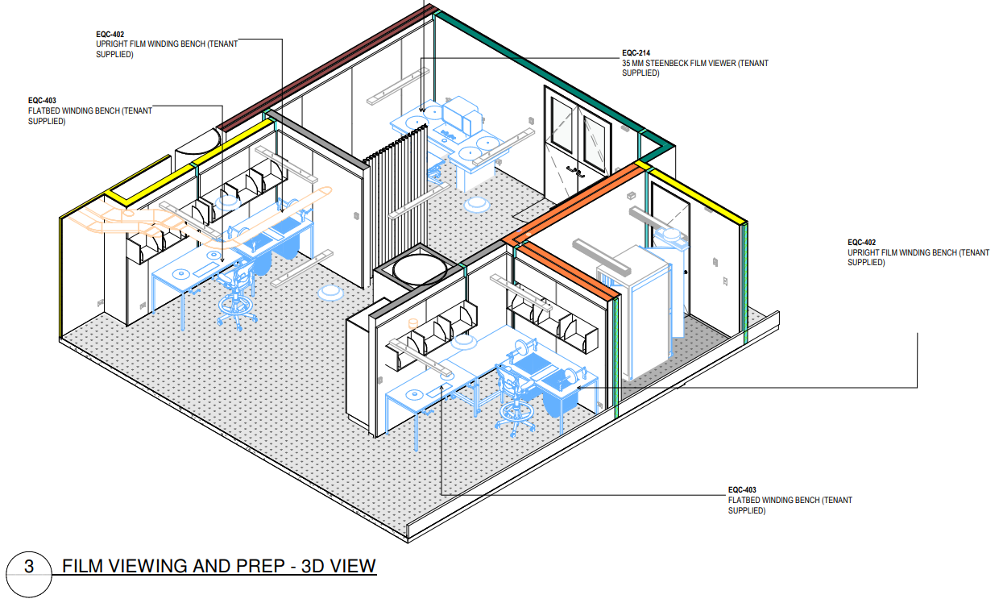 EQC-402
UPRIGHT FILM WINDING BENCH (TENANT
SUPPLIED)
EQC-214
35 MM STEENBECK FILM VIEWER (TENANT
SUPPLIED)
EQC-403
FLATBED WINDING BENCH (TENANT
SUPPLIED)
EQC-402
UPRIGHT FILM WINDING BENCH (TENANT
SUPPLIED)
EQC-403
FLATBED WINDING BENCH (TENANT
SUPPLIED)
3 FILM VIEWING AND PREP - 3D VIEW